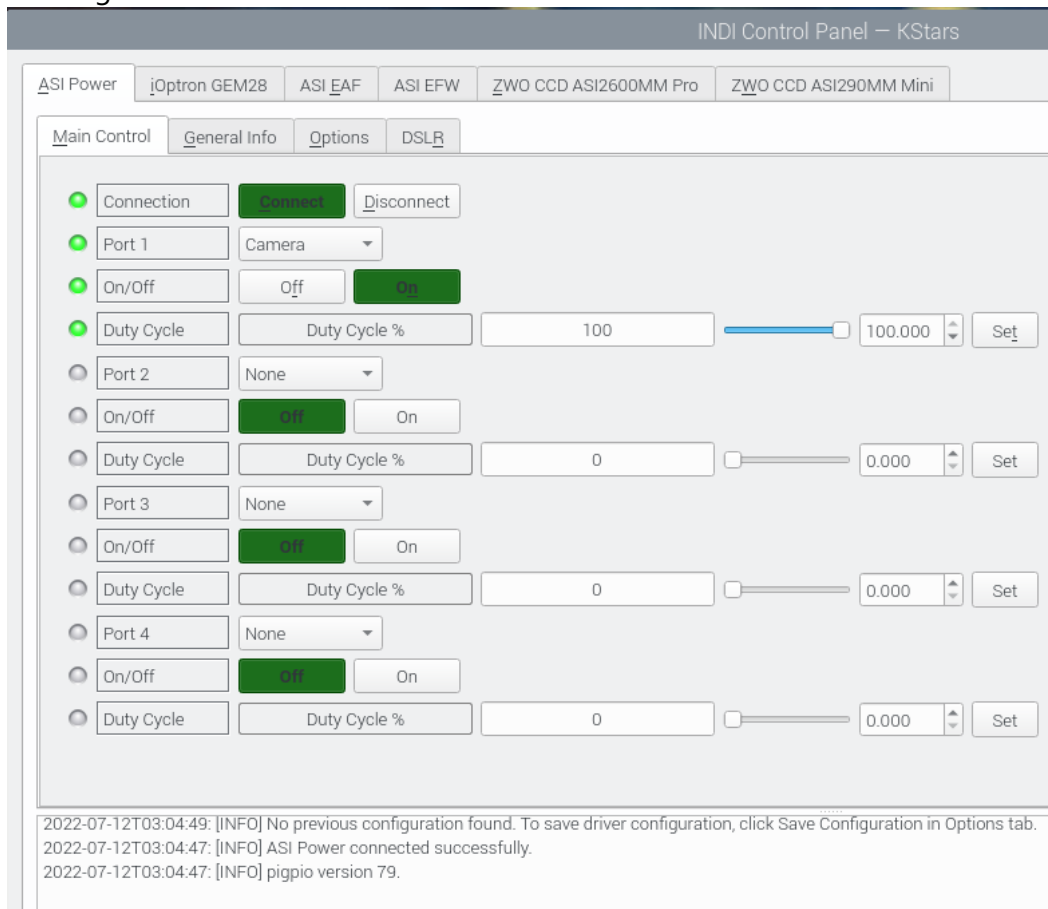 INDI Control Panel — KStars
ASI Power iOptron GEM28 ASI EAF ASI EFW ZWO CCD ASI2600MM Pro ZWO CCD ASI290MM Mini
Main Control General Info Options DSLR
Connection Connect Disconnect
Port 1 Camera
On/Off Off On
Duty Cycle Duty Cycle % 100 100.000 Set
Port 2 None
On/Off Off On
Duty Cycle Duty Cycle % 0 0.000 Set
Port 3 None
On/Off Off On
Duty Cycle Duty Cycle % 0 0.000 Set
Port 4 None
On/Off Off On
Duty Cycle Duty Cycle % 0 0.000 Set
2022-07-12T03:04:49: [INFO] No previous configuration found. To save driver configuration, click Save Configuration in Options tab.
2022-07-12T03:04:47: [INFO] ASI Power connected successfully.
2022-07-12T03:04:47: [INFO] pigpio version 79.